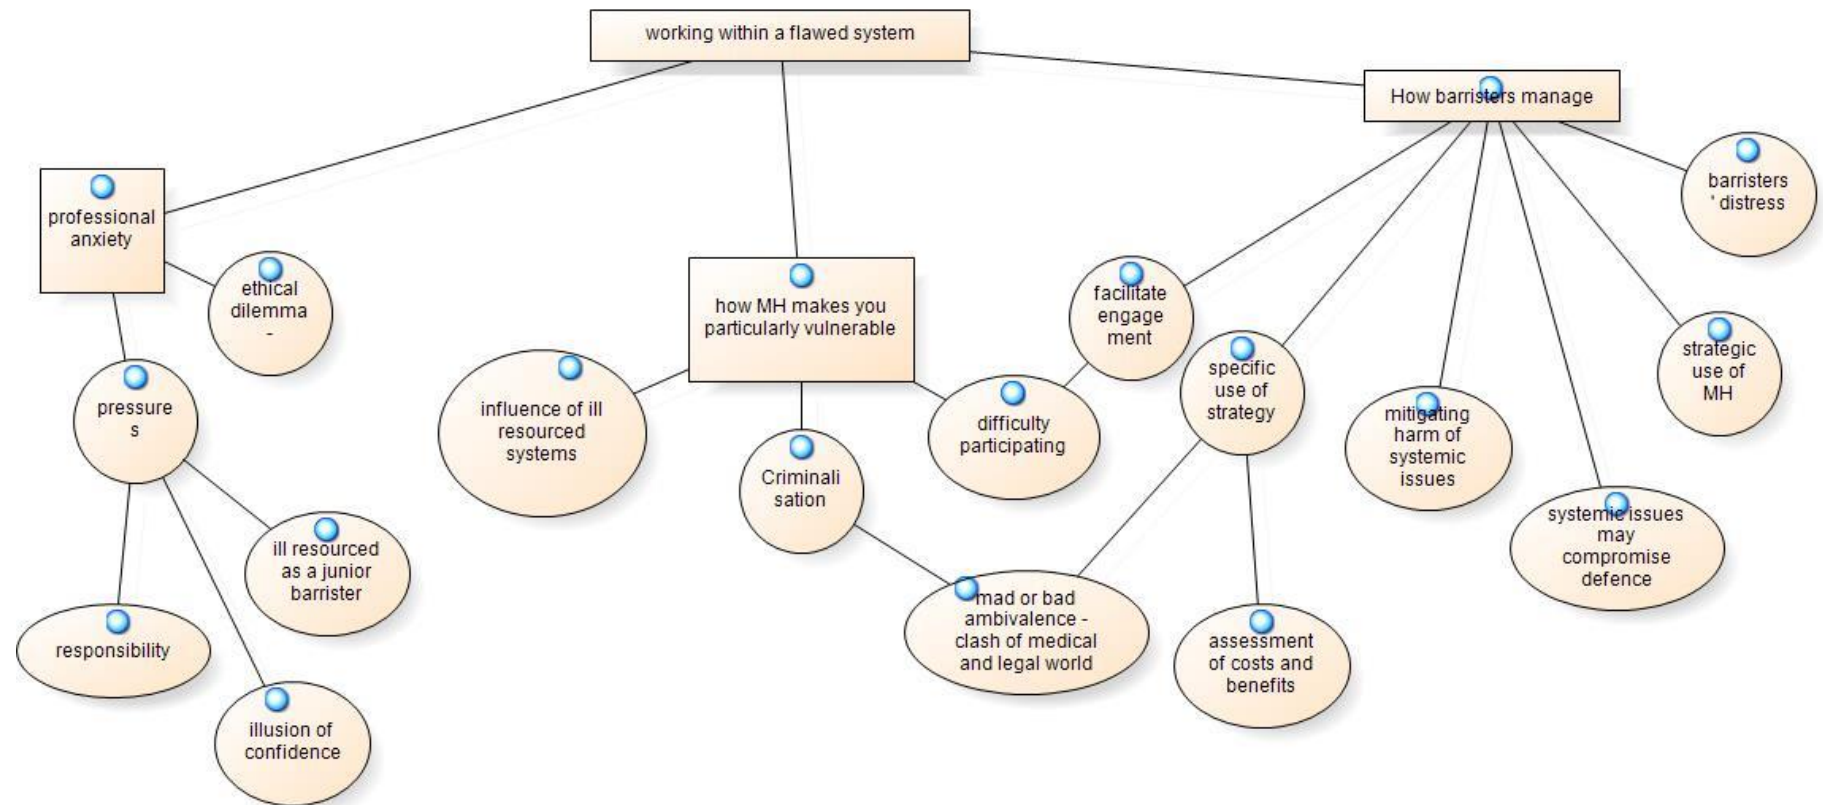 working within a flawed system
How barristers manage
professional
anxiety
ethical
dilemma
-
pressure
s
ill resourced
as a junior
barrister
responsibility
illusion of
confidence
how MH makes you
particularly vulnerable
influence of ill
resourced
systems
Criminali
sation
difficulty
participating
mad or bad
ambivalence -
clash of medical
and legal world
facilitate
engage
ment
specific
use of
strategy
assessment
of costs and
benefits
mitigating
harm of
systemic
issues
systemic issues
may
compromise
defence
strategic
use of
MH
barristers
' distress